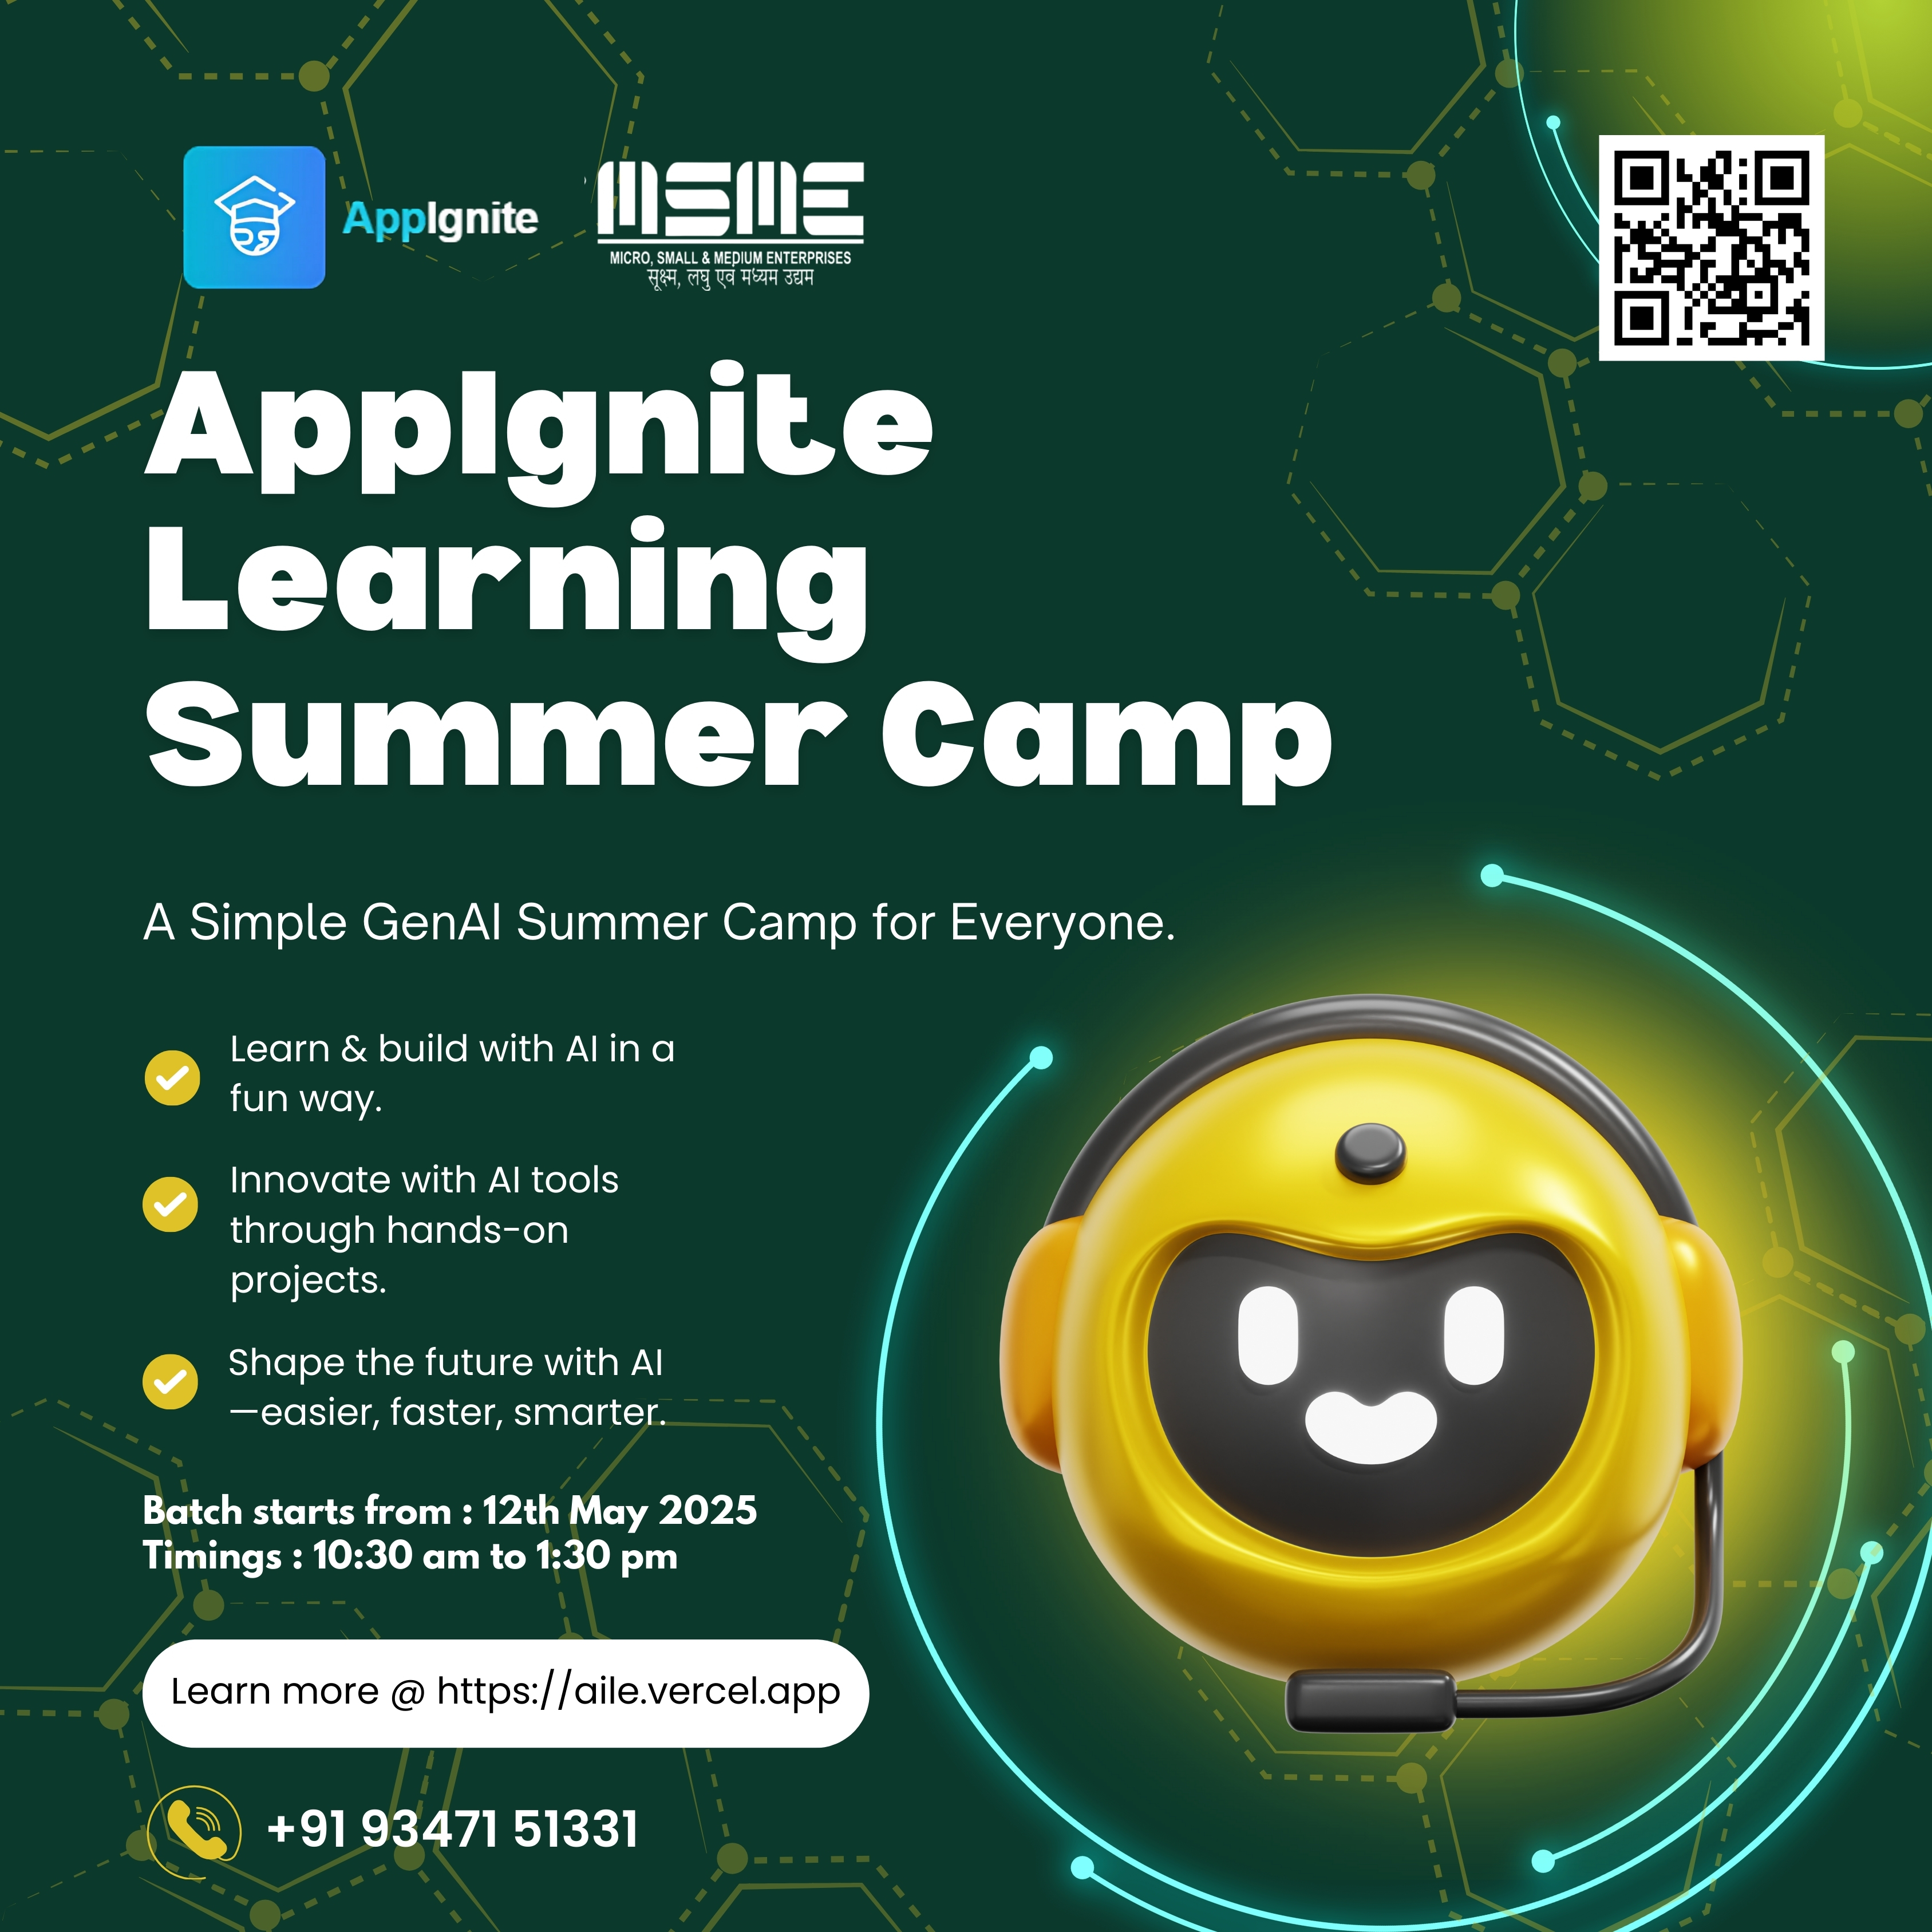 AppIgnite
MSME
MICRO, SMALL & MEDIUM ENTERPRISES
सूक्ष्म, लघु एवं मध्यम उद्यम
AppIgnite
Learning
Summer Camp
A Simple GenAI Summer Camp for Everyone.
Learn & build with AI in a
fun way.
Innovate with AI tools
through hands-on
projects.
Shape the future with AI
—easier, faster, smarter.
Batch starts from : 12th May 2025
Timings : 10:30 am to 1:30 pm
Learn more @ https://aile.vercel.app
+91 93471 51331